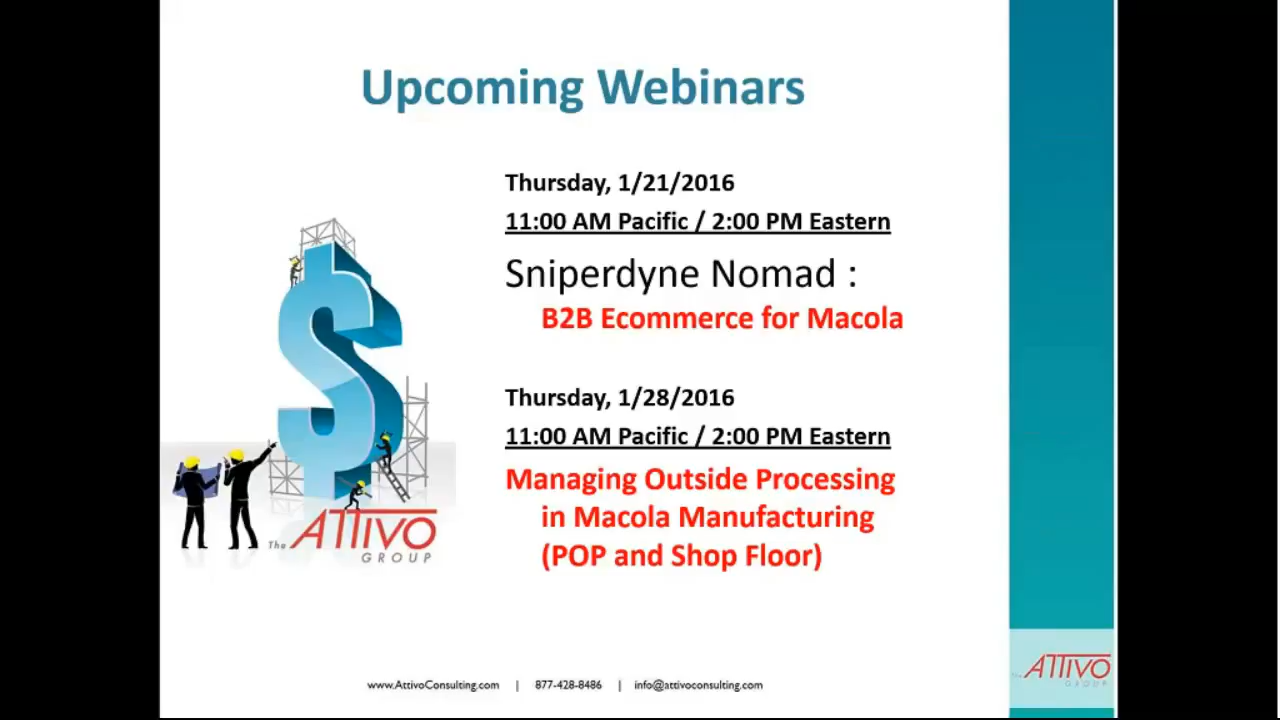 Upcoming Webinars
Thursday, 1/21/2016
11:00 AM Pacific / 2:00 PM Eastern
Sniperdyne Nomad :
B2B Ecommerce for Macola
Thursday, 1/28/2016
11:00 AM Pacific / 2:00 PM Eastern
Managing Outside Processing
in Macola Manufacturing
(POP and Shop Floor)
The ATTIVO
GROUP
www.AttivoConsulting.com | 877-428-8486 | info@attivoconsulting.com
The ATTIVO
GROUP